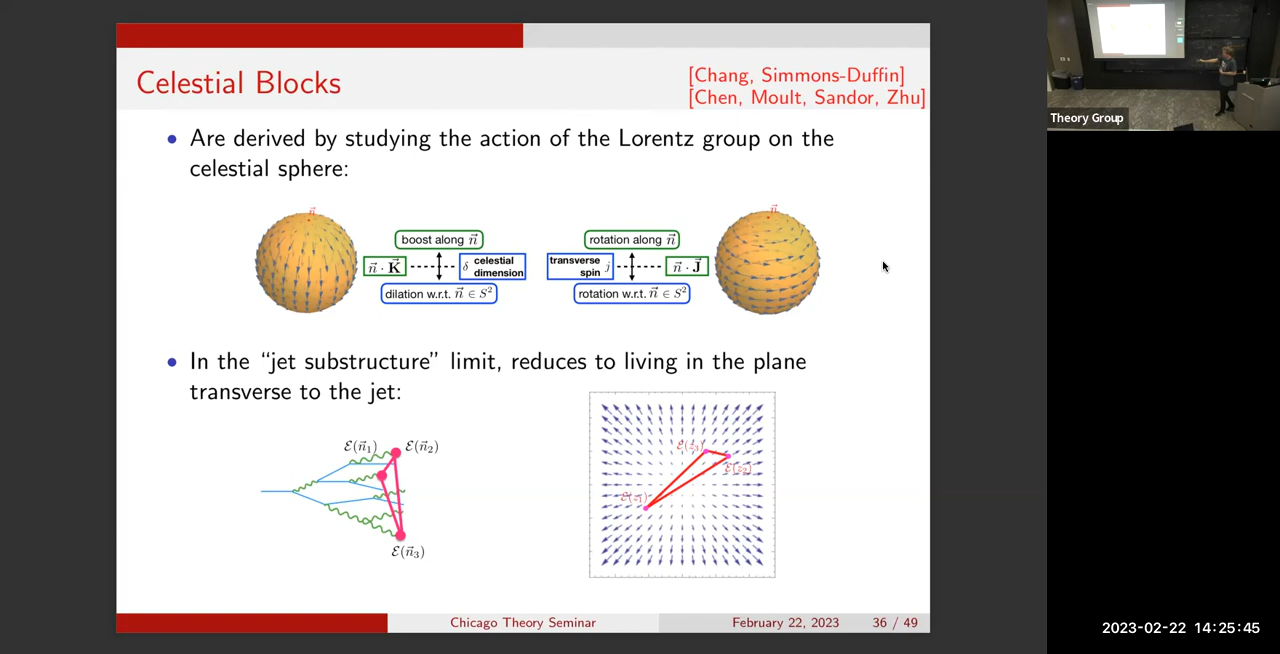 Celestial Blocks
[Chang, Simmons-Duffin]
[Chen, Moult, Sandor, Zhu]
• Are derived by studying the action of the Lorentz group on the
celestial sphere:
n⃗
boost along n⃗
n⃗ · K⃗
δ celestial dimension
dilation w.r.t. n⃗ ∈ S²
rotation along n⃗
transverse spin j
n⃗ · J⃗
rotation w.r.t. n⃗ ∈ S²
n⃗
• In the “jet substructure” limit, reduces to living in the plane
transverse to the jet:
ℰ(n⃗₁)
ℰ(n⃗₂)
ℰ(n⃗₃)
ℰ(z⃗₃)
ℰ(z⃗₂)
ℰ(z⃗₁)
Chicago Theory Seminar
February 22, 2023
36 / 49
Theory Group
2023-02-22 14:25:45